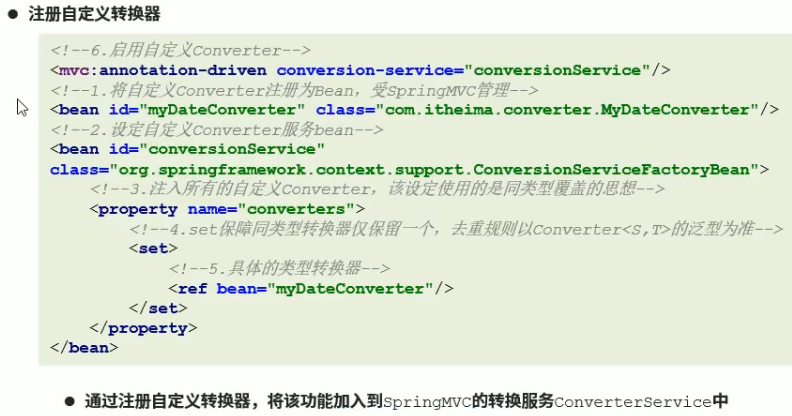 ● 注册自定义转换器
<!--6.启用自定义Converter-->
<mvc:annotation-driven conversion-service="conversionService"/>
<!--1.将自定义Converter注册为Bean，受SpringMVC管理-->
<bean id="myDateConverter" class="com.itheima.converter.MyDateConverter"/>
<!--2.设定自定义Converter服务bean-->
<bean id="conversionService"
class="org.springframework.context.support.ConversionServiceFactoryBean">
<!--3.注入所有的自定义Converter，该设定使用的是同类型覆盖的思想-->
<property name="converters">
<!--4.set保障同类型转换器仅保留一个，去重规则以Converter<S,T>的泛型为准-->
<set>
<!--5.具体的类型转换器-->
<ref bean="myDateConverter"/>
</set>
</property>
</bean>
● 通过注册自定义转换器，将该功能加入到SpringMVC的转换服务ConverterService中